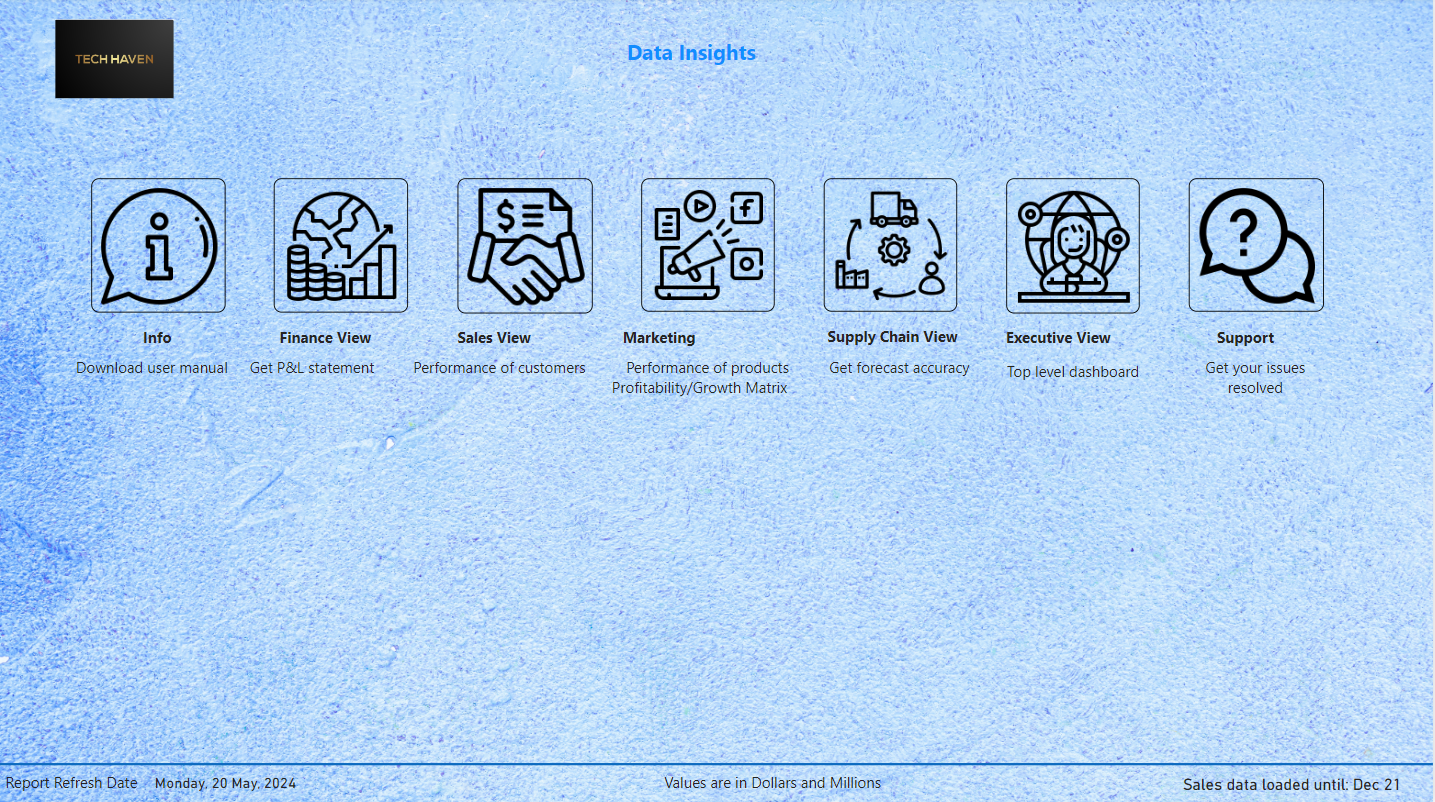 TECH HAVEN
Data Insights
Info
Finance View
Sales View
Marketing
Supply Chain View
Executive View
Support
Download user manual
Get P&L statement
Performance of customers
Performance of products
Profitability/Growth Matrix
Get forecast accuracy
Top level dashboard
Get your issues
resolved
Report Refresh Date
Monday, 20 May, 2024
Values are in Dollars and Millions
Sales data loaded until: Dec 21